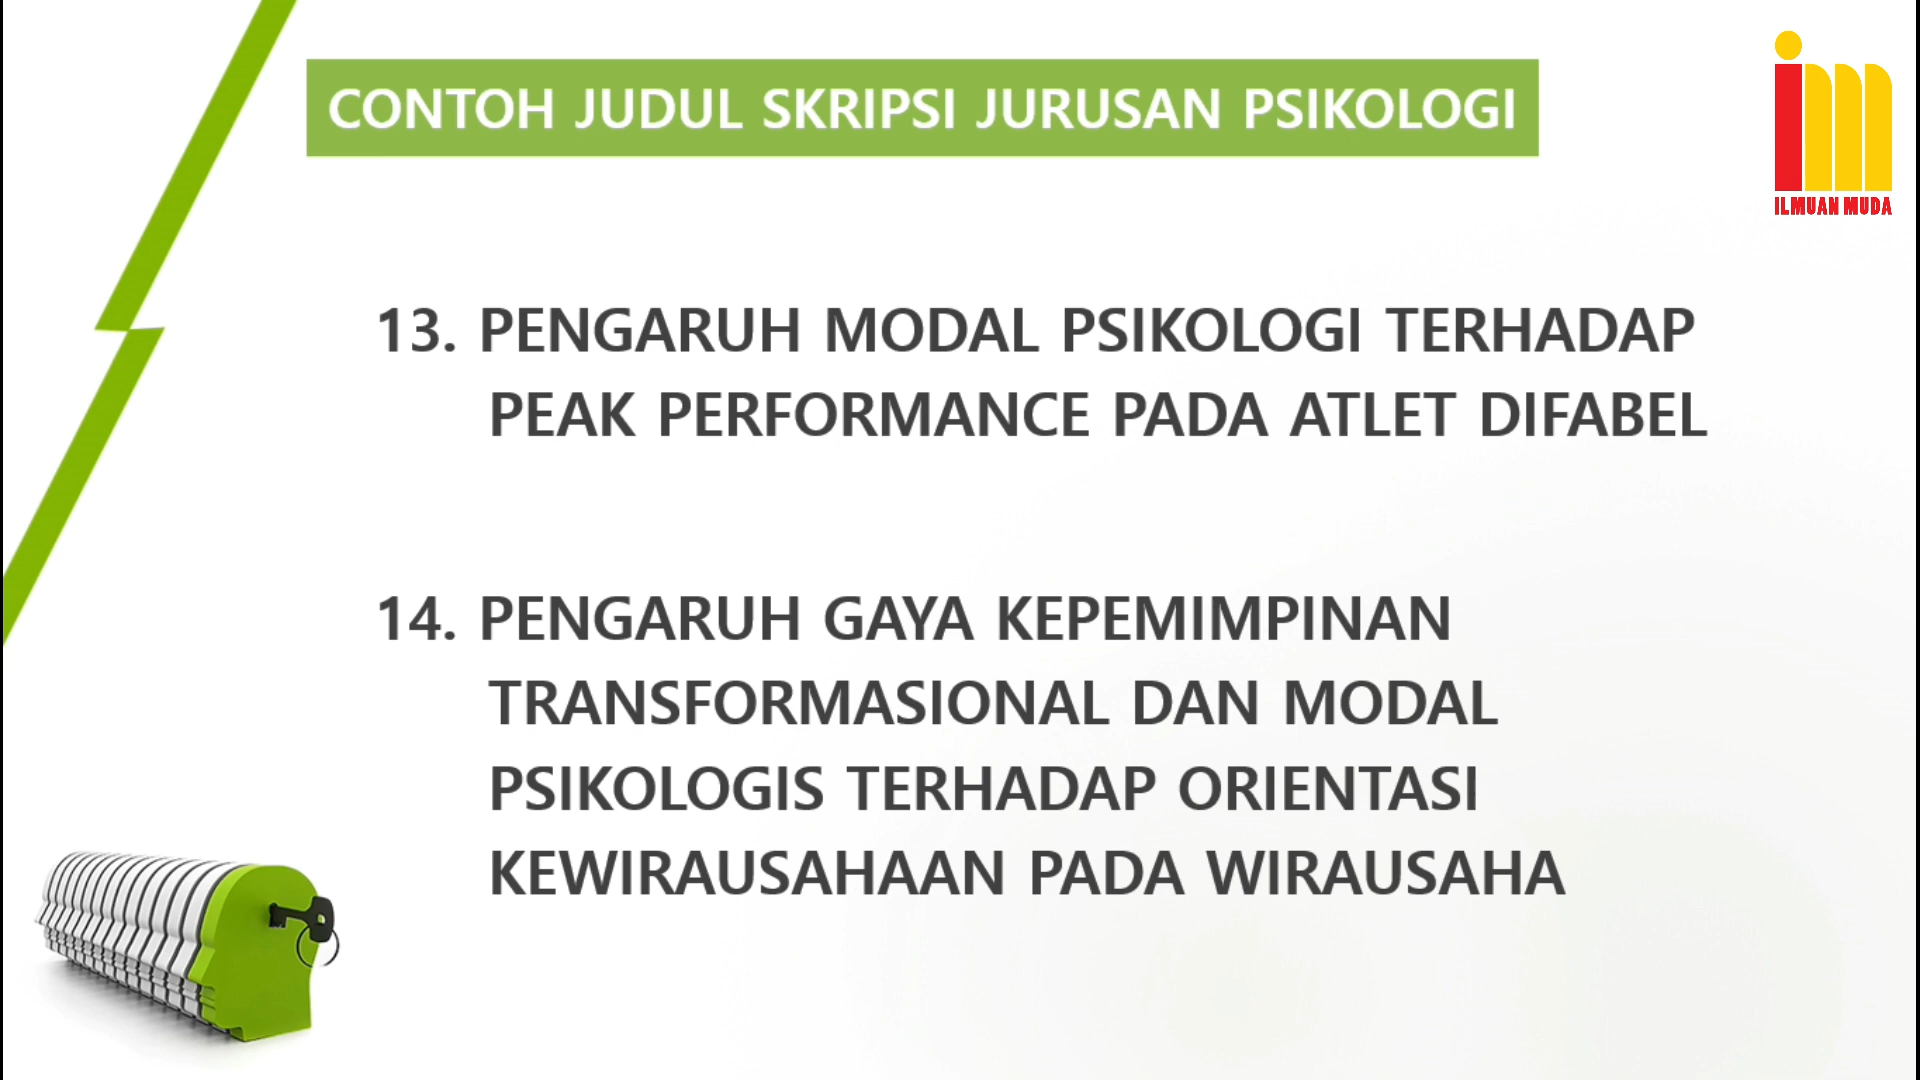 CONTOH JUDUL SKRIPSI JURUSAN PSIKOLOGI
ILMUAN MUDA
13. PENGARUH MODAL PSIKOLOGI TERHADAP
PEAK PERFORMANCE PADA ATLET DIFABEL
14. PENGARUH GAYA KEPEMIMPINAN
TRANSFORMASIONAL DAN MODAL
PSIKOLOGIS TERHADAP ORIENTASI
KEWIRAUSAHAAN PADA WIRAUSAHA